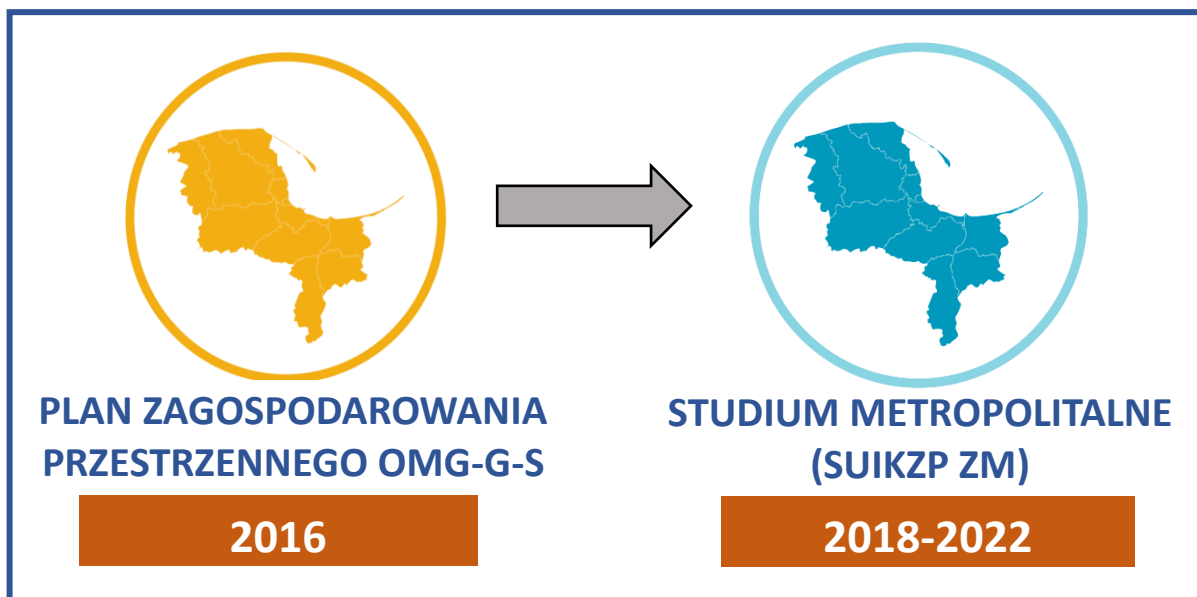 PLAN ZAGOSPODAROWANIA
PRZESTRZENNEGO OMG-G-S
2016
STUDIUM METROPOLITALNE
(SUIKZP ZM)
2018-2022